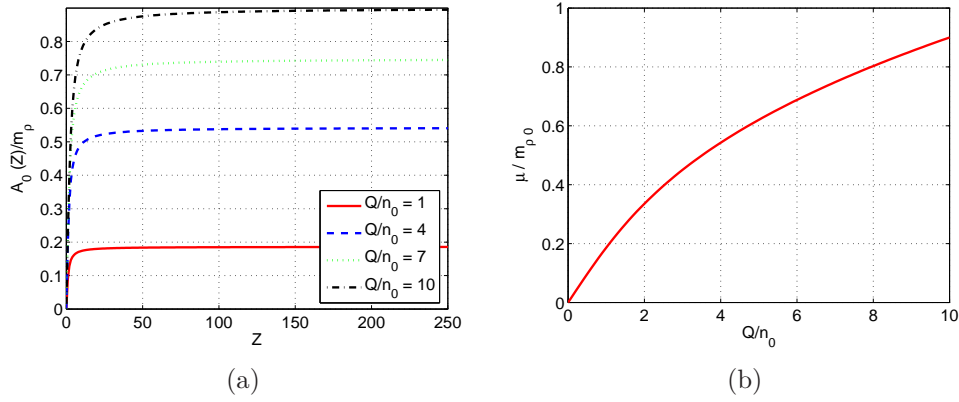 0.8
0.7
0.6
0.5
0.4
0.3
0.2
0.1
0
A₀ (Z)/mρ
0 50 100 150 200 250
Z
Q/n₀ = 1
Q/n₀ = 4
Q/n₀ = 7
Q/n₀ = 10
(a)
1
0.8
0.6
0.4
0.2
0
μ / mρ 0
0 2 4 6 8 10
Q/n₀
(b)